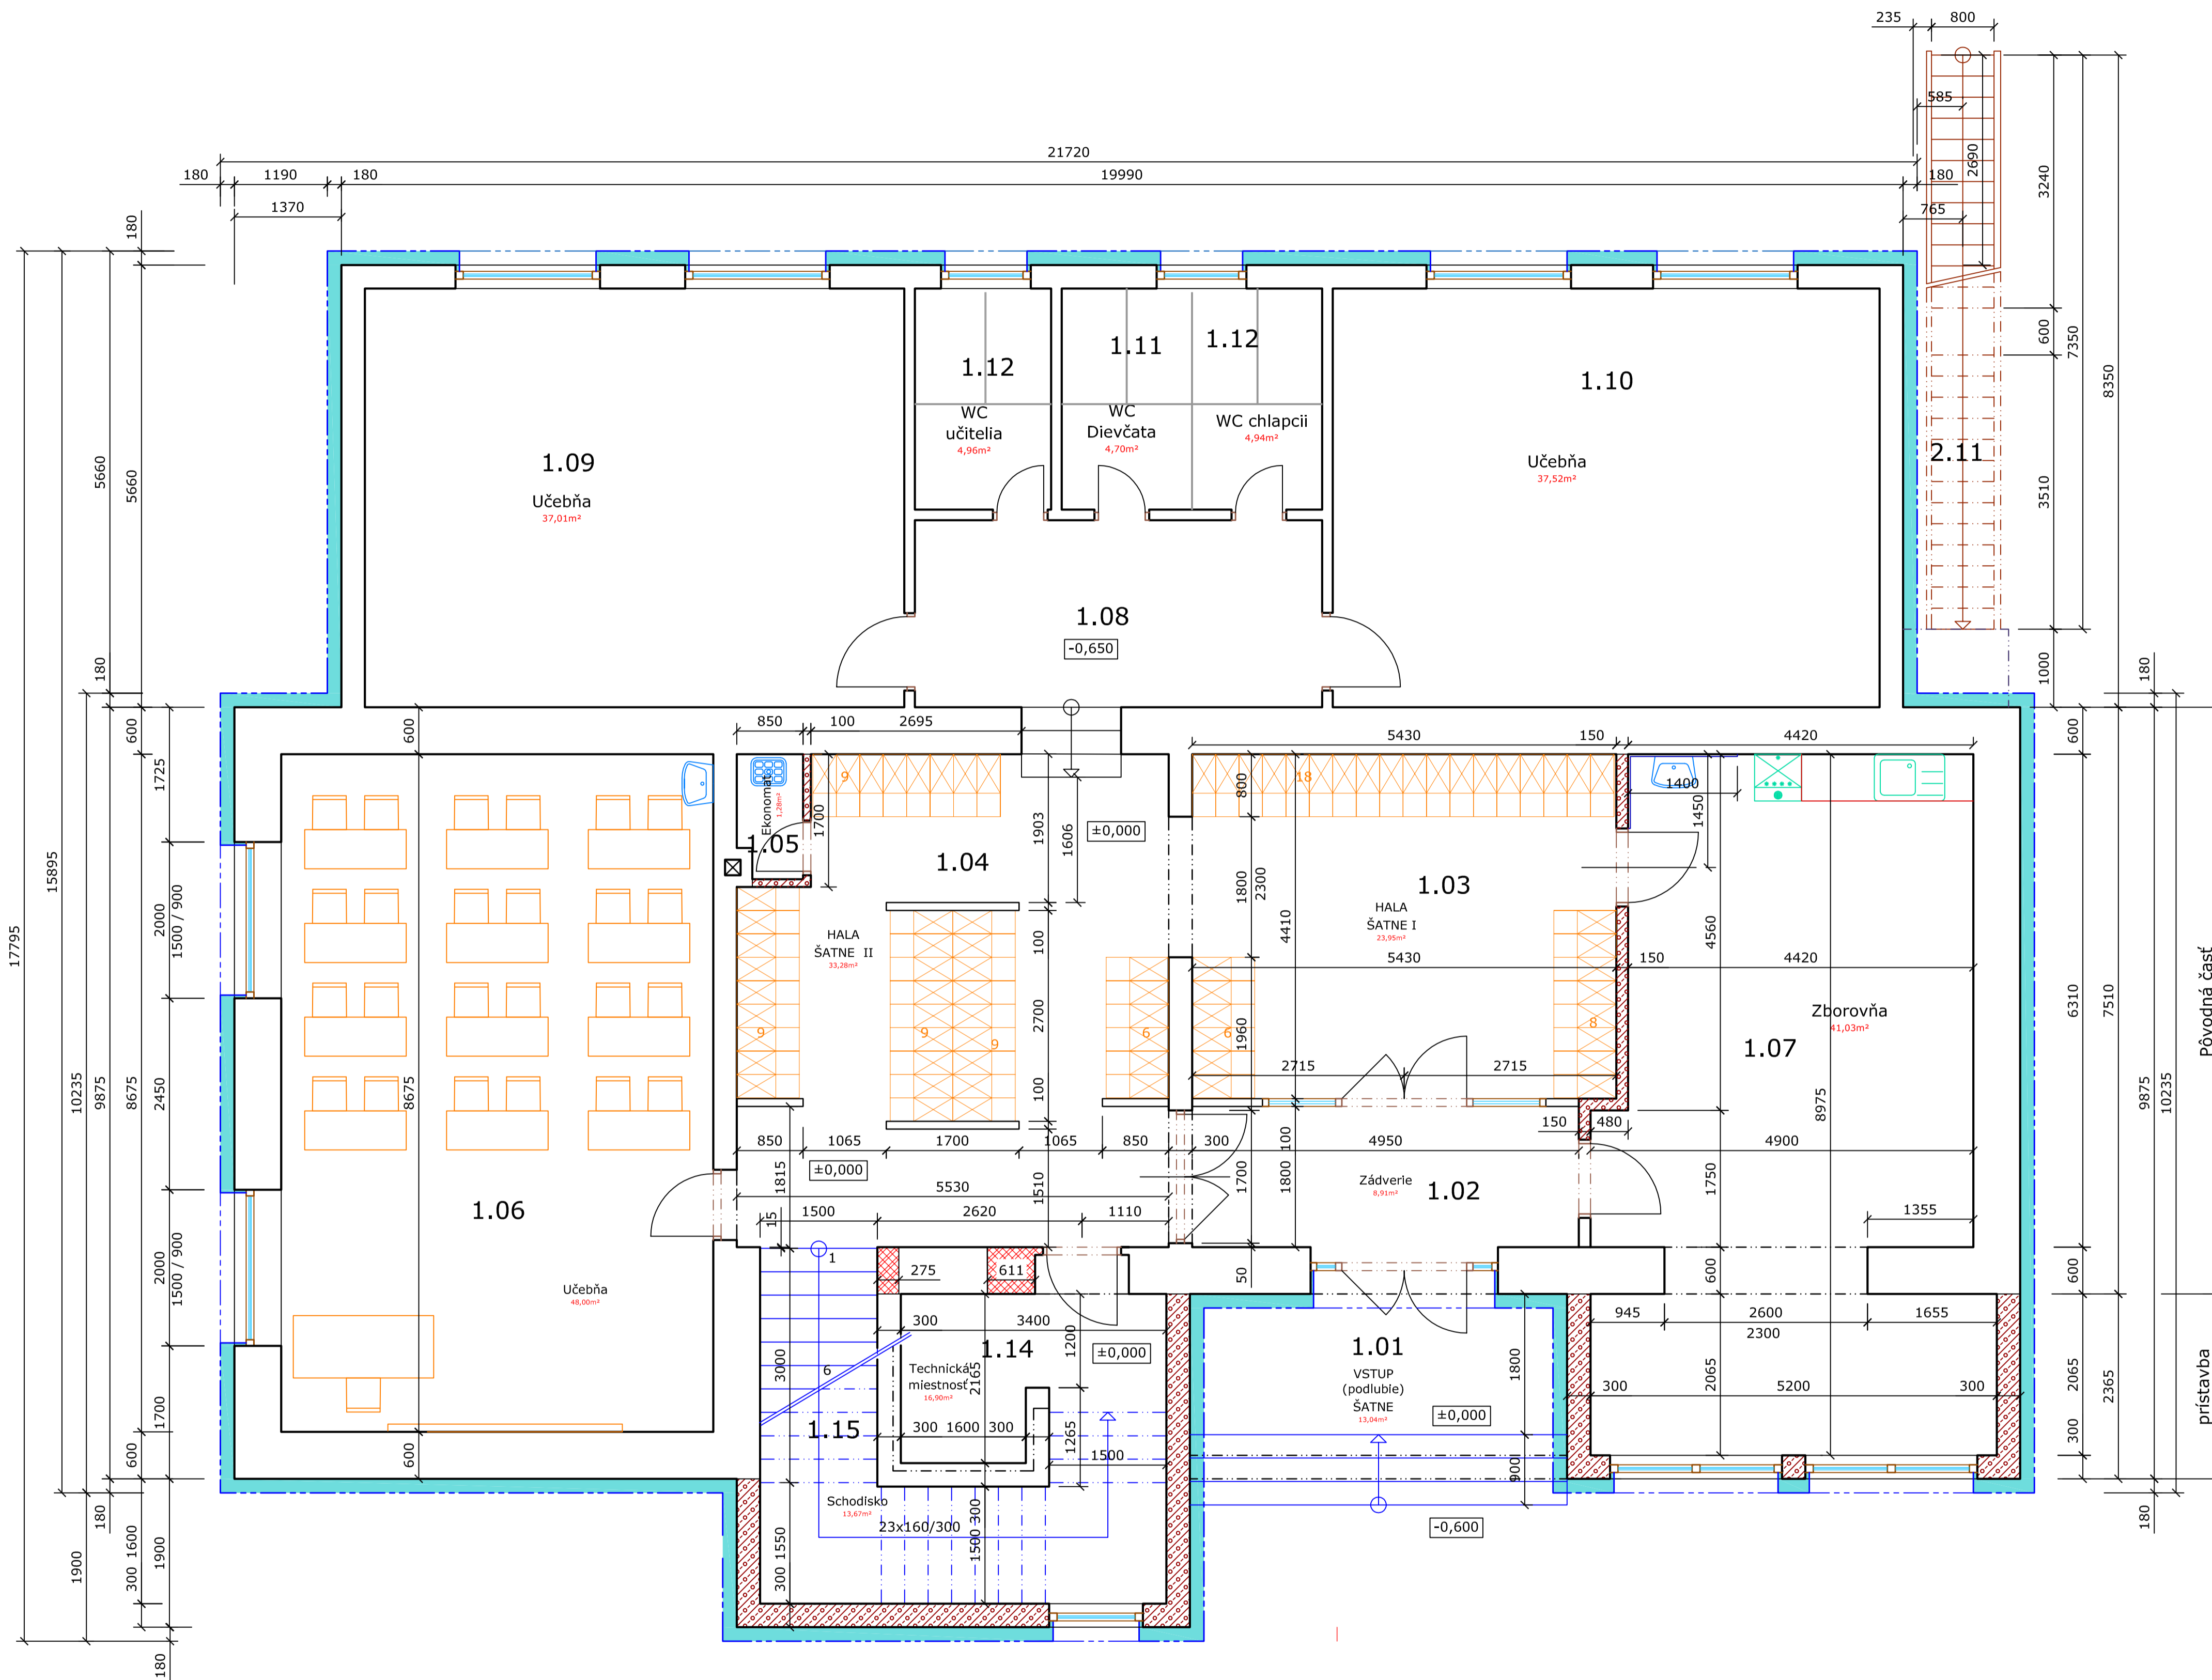 235 800
585
2690
3240
600
7350
8350
3510
1000
21720
180 1190 180 19990 180
1370 765
180
5660
5660
180
600
15895
17795
10235
9875
8675
1725
2000
1500 / 900
2450
2000
1500 / 900
1700
600
180
1900
300 1600
1900
180
1.09
Učebňa
37,01m²
1.12
WC
učitelia
4,96m²
1.11
WC
Dievčata
4,70m²
1.12
WC chlapcii
4,94m²
1.10
Učebňa
37,52m²
2.11
1.08
-0,650
600
850 100 2695
5430 150 4420
9
18
Ekonomat
1,28m²
1.05
1700
1.04
1903
1606
±0,000
800
1800
2300
4410
1960
1.03
HALA
ŠATNE I
23,95m²
1400
1450
4560
HALA
ŠATNE II
33,28m²
100
2700
100
5430 150 4420
Zborovňa
41,03m²
1.07
9
9
9
6
6
8
2715 2715
8675
8975
850 1065 1700 1065 850 300 4950
150 480
4900
±0,000
1815
1510
5530
1700
1800 100
1750
Zádverie
8,91m²
1.02
1355
15
1500 2620 1110
1.06
Učebňa
48,00m²
1
275 611
50
600
600
300 3400
1.14
1200
±0,000
Technická
miestnosť
16,90m²
2165
3000
6
1.15
300 1600 300
1265
1500
Schodisko
13,67m²
23x160/300
1500 300
300 1550
1.01
VSTUP
(podlubie)
ŠATNE
13,04m²
±0,000
1800
900
-0,600
945 2600 1655
2300
300 5200 300
2065
180
600
6310
7510
9875
10235
600
2065
2365
300
180
Pôvodná časť
prístavba